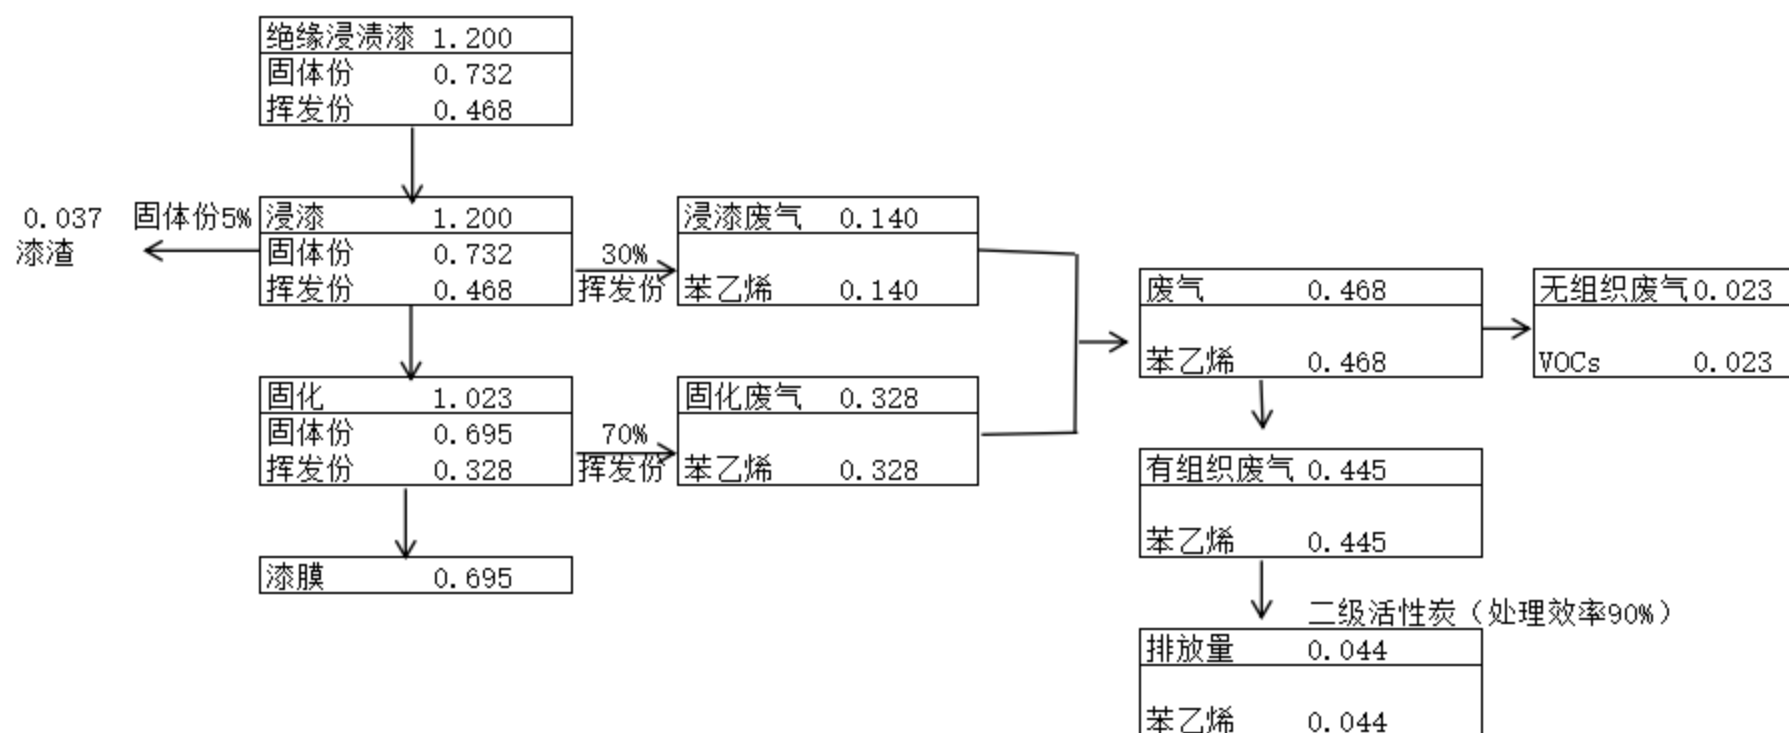 绝缘浸渍漆 1.200
固体份 0.732
挥发份 0.468
0.037 固体份5%
漆渣
浸漆 1.200
固体份 0.732
挥发份 0.468
30%
挥发份
浸漆废气 0.140
苯乙烯 0.140
固化 1.023
固体份 0.695
挥发份 0.328
70%
挥发份
固化废气 0.328
苯乙烯 0.328
漆膜 0.695
废气 0.468
苯乙烯 0.468
无组织废气 0.023
VOCs 0.023
有组织废气 0.445
苯乙烯 0.445
二级活性炭（处理效率90%）
排放量 0.044
苯乙烯 0.044